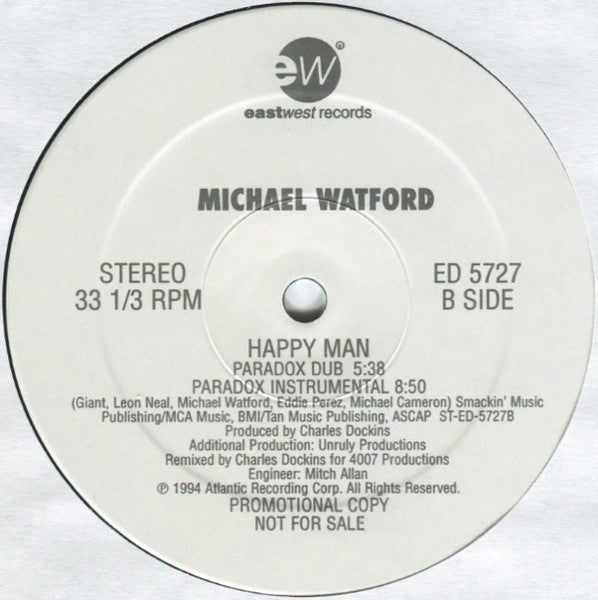 ew
eastwest records
MICHAEL WATFORD
STEREO
33 1/3 RPM
ED 5727
B SIDE
HAPPY MAN
PARADOX DUB 5:38
PARADOX INSTRUMENTAL 8:50
(Giant, Leon Neal, Michael Watford, Eddie Perez, Michael Cameron) Smackin' Music
Publishing/MCA Music, BMI/Tan Music Publishing, ASCAP ST-ED-5727B
Produced by Charles Dockins
Additional Production: Unruly Productions
Remixed by Charles Dockins for 4007 Productions
Engineer: Mitch Allan
℗ 1994 Atlantic Recording Corp. All Rights Reserved.
PROMOTIONAL COPY
NOT FOR SALE